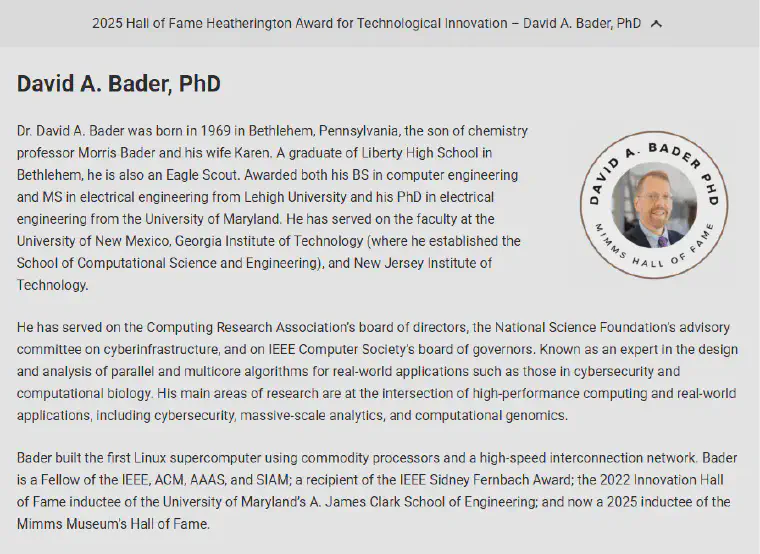 2025 Hall of Fame Heatherington Award for Technological Innovation – David A. Bader, PhD
David A. Bader, PhD
Dr. David A. Bader was born in 1969 in Bethlehem, Pennsylvania, the son of chemistry
professor Morris Bader and his wife Karen. A graduate of Liberty High School in
Bethlehem, he is also an Eagle Scout. Awarded both his BS in computer engineering
and MS in electrical engineering from Lehigh University and his PhD in electrical
engineering from the University of Maryland. He has served on the faculty at the
University of New Mexico, Georgia Institute of Technology (where he established the
School of Computational Science and Engineering), and New Jersey Institute of
Technology.
DAVID A. BADER PHD
MIMMS HALL OF FAME
He has served on the Computing Research Association's board of directors, the National Science Foundation's advisory
committee on cyberinfrastructure, and on IEEE Computer Society's board of governors. Known as an expert in the design
and analysis of parallel and multicore algorithms for real-world applications such as those in cybersecurity and
computational biology. His main areas of research are at the intersection of high-performance computing and real-world
applications, including cybersecurity, massive-scale analytics, and computational genomics.
Bader built the first Linux supercomputer using commodity processors and a high-speed interconnection network. Bader
is a Fellow of the IEEE, ACM, AAAS, and SIAM; a recipient of the IEEE Sidney Fernbach Award; the 2022 Innovation Hall
of Fame inductee of the University of Maryland's A. James Clark School of Engineering; and now a 2025 inductee of the
Mimms Museum's Hall of Fame.